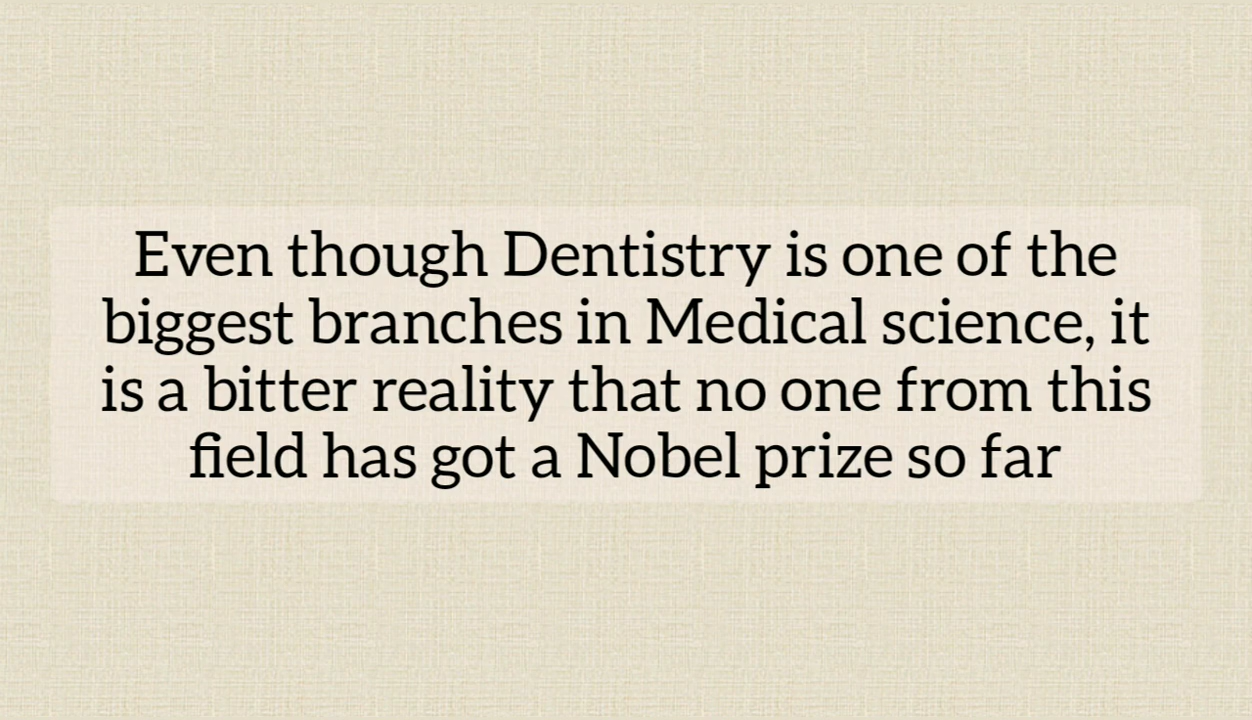 Even though Dentistry is one of the
biggest branches in Medical science, it
is a bitter reality that no one from this
field has got a Nobel prize so far